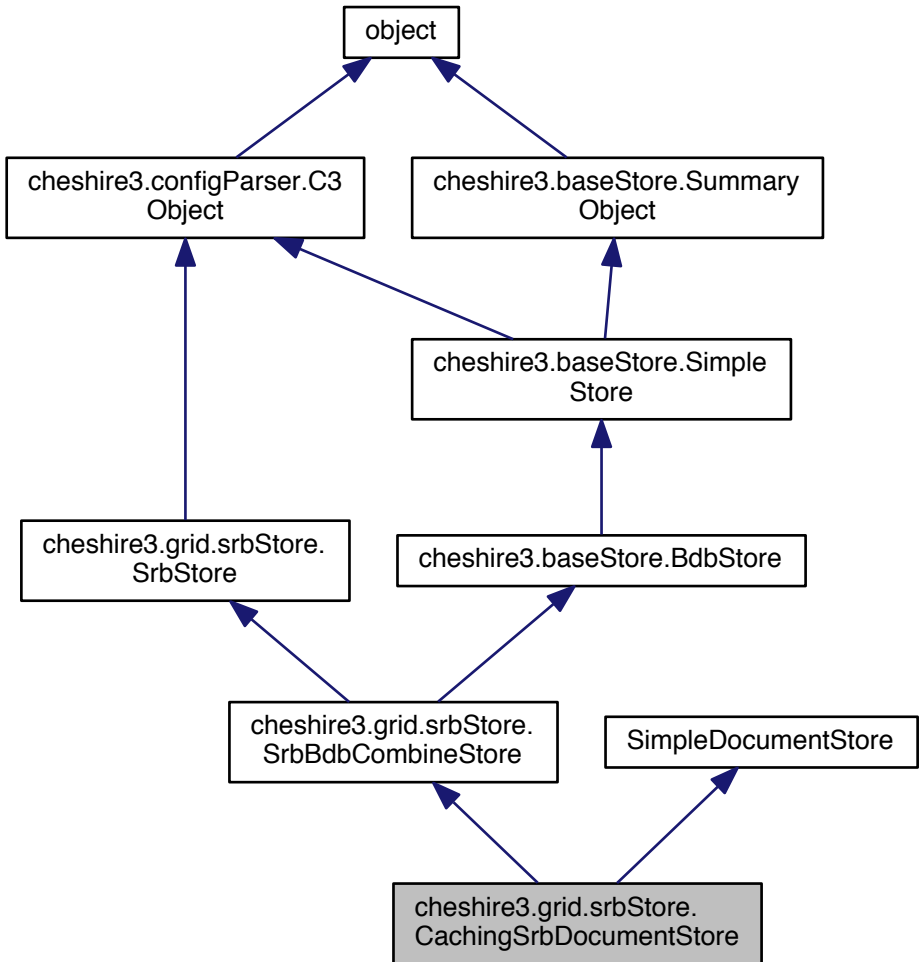 object
cheshire3.configParser.C3
Object
cheshire3.baseStore.Summary
Object
cheshire3.baseStore.Simple
Store
cheshire3.grid.srbStore.
SrbStore
cheshire3.baseStore.BdbStore
cheshire3.grid.srbStore.
SrbBdbCombineStore
SimpleDocumentStore
cheshire3.grid.srbStore.
CachingSrbDocumentStore